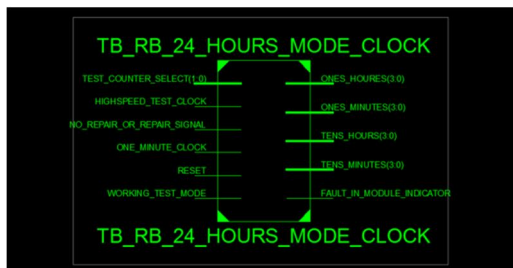 TB_RB_24_HOURS_MODE_CLOCK
TEST_COUNTER_SELECT(1:0)
HIGHSPEED_TEST_CLOCK
NO_REPAIR_OR_REPAIR_SIGNAL
ONE_MINUTE_CLOCK
RESET
WORKING_TEST_MODE
ONES_HOURES(3:0)
ONES_MINUTES(3:0)
TENS_HOURS(3:0)
TENS_MINUTES(3:0)
FAULT_IN_MODULE_INDICATOR
TB_RB_24_HOURS_MODE_CLOCK